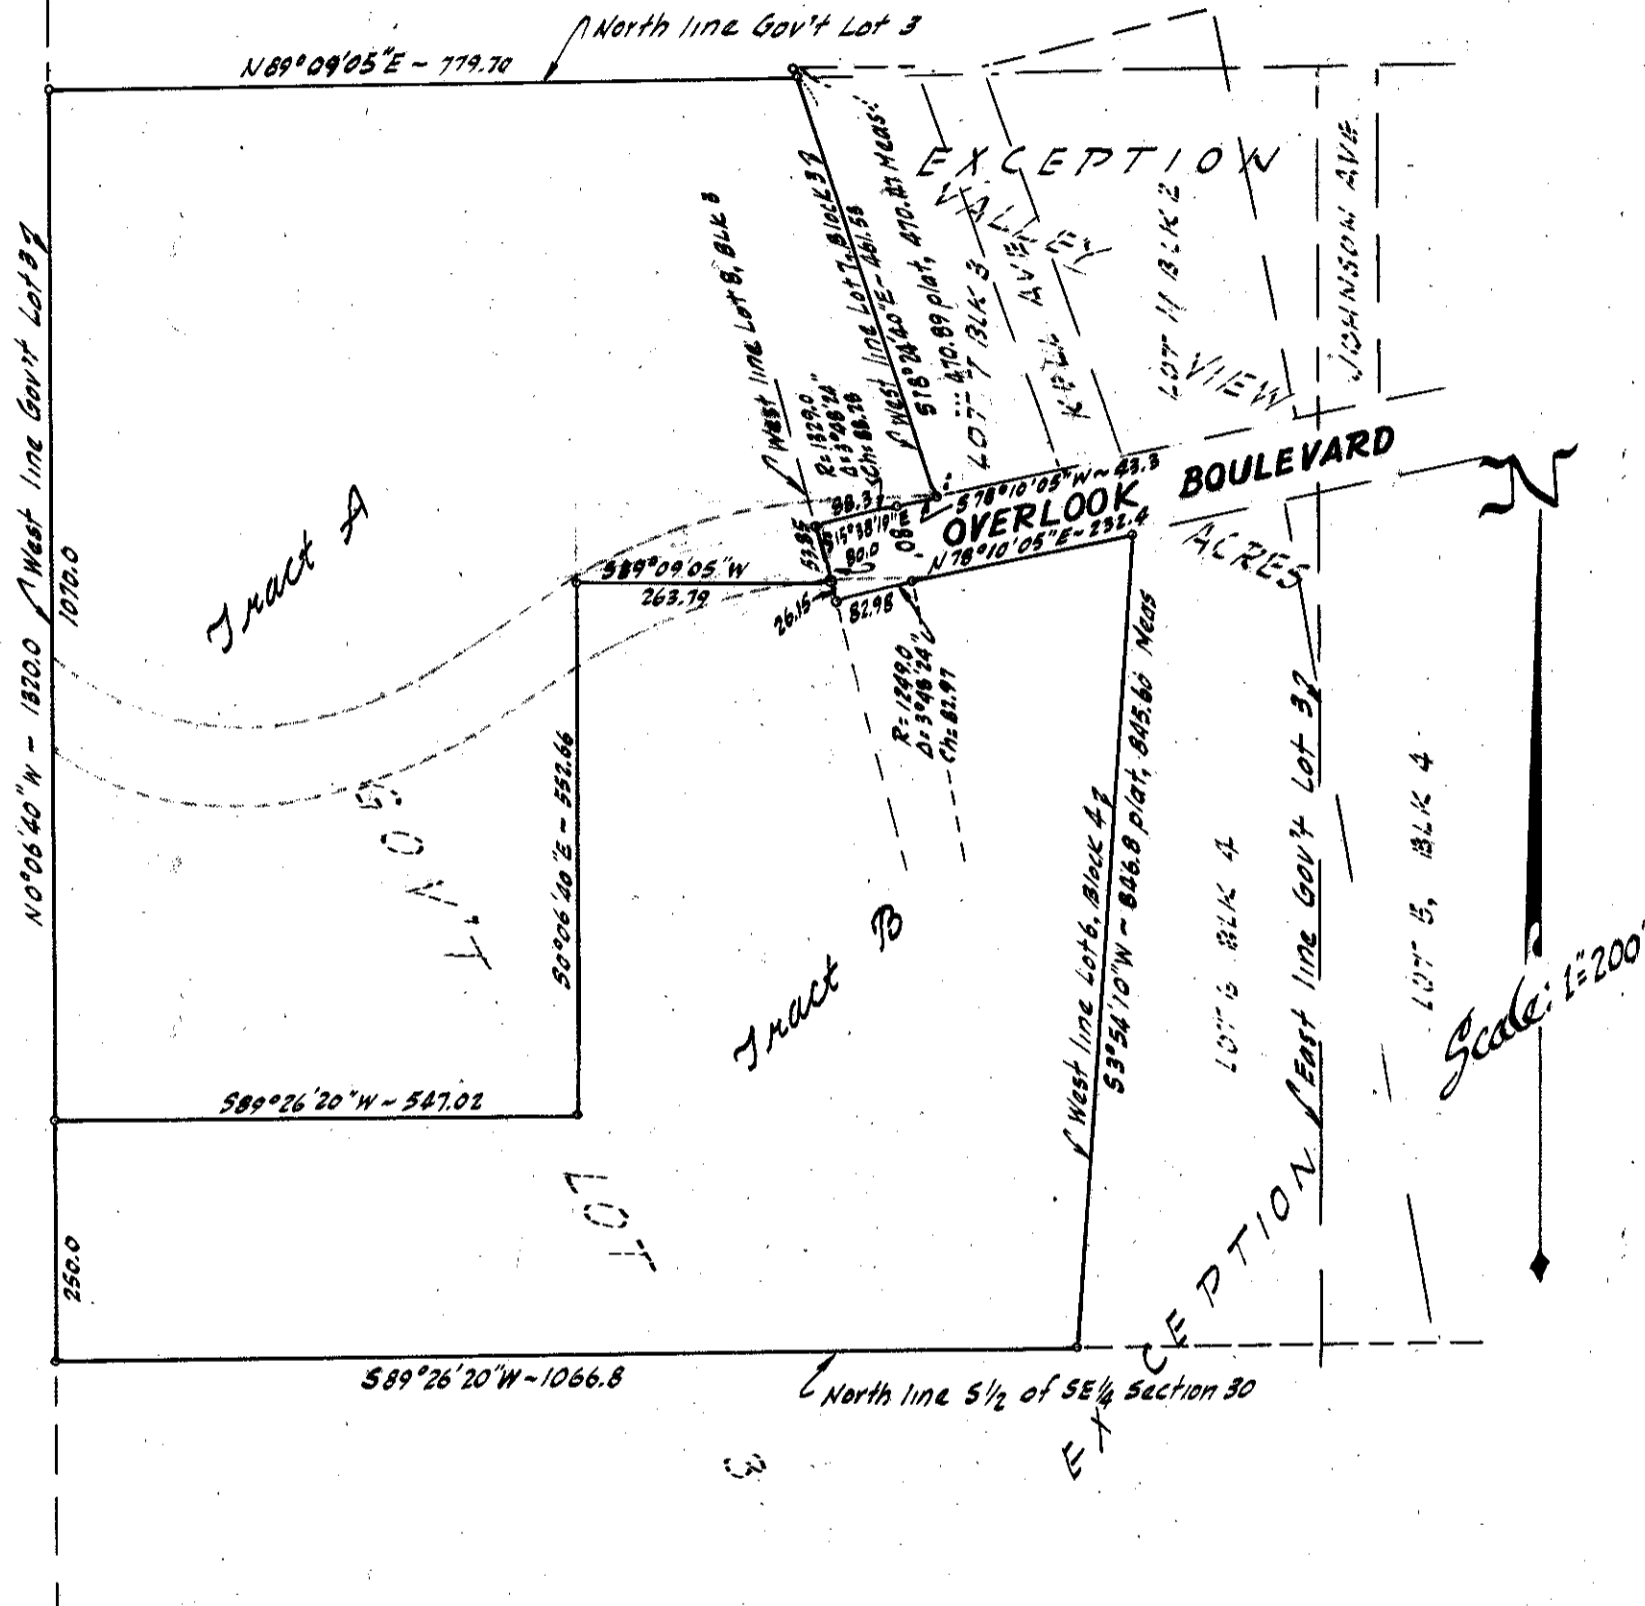 North line Gov't Lot 3
N89°09'05"E ~ 779.70
EXCEPTION
VALLEY
VIEW
ACRES
JOHNSON AVE.
KELL AVE
LOT 11 BLK 2
LOT 7 BLK 3
West line Lot 8, BLK 3
West line Lot 7, Block 3
S18°24'40"E ~ 461.58
470.89 plat, Meas.
R=1329.0
Δ=3°48'24"
Ch=88.28
88.3
S78°10'05"W ~ 43.3
OVERLOOK BOULEVARD
N78°10'05"E ~ 232.4
S15°38'19"E
80.0
80
53.85
26.15
82.98
R=1249.0
Δ=3°48'24"
Ch=82.97
S89°09'05"W
263.79
West line Gov't Lot 3
N0°06'40"W - 1320.0
1070.0
Tract A
GOV'T
S0°06'40"E ~ 552.66
Tract B
West line Lot 6, Block 4
S3°54'10"W ~ 846.8 plat, 845.60 Meas
LOT 6 BLK 4
East line Gov't Lot 3
LOT 5, BLK 4
N
Scale: 1"=200'
S89°26'20"W ~ 547.02
LOT
250.0
S89°26'20"W ~ 1066.8
North line S1/2 of SE1/4 Section 30
EXCEPTION
3